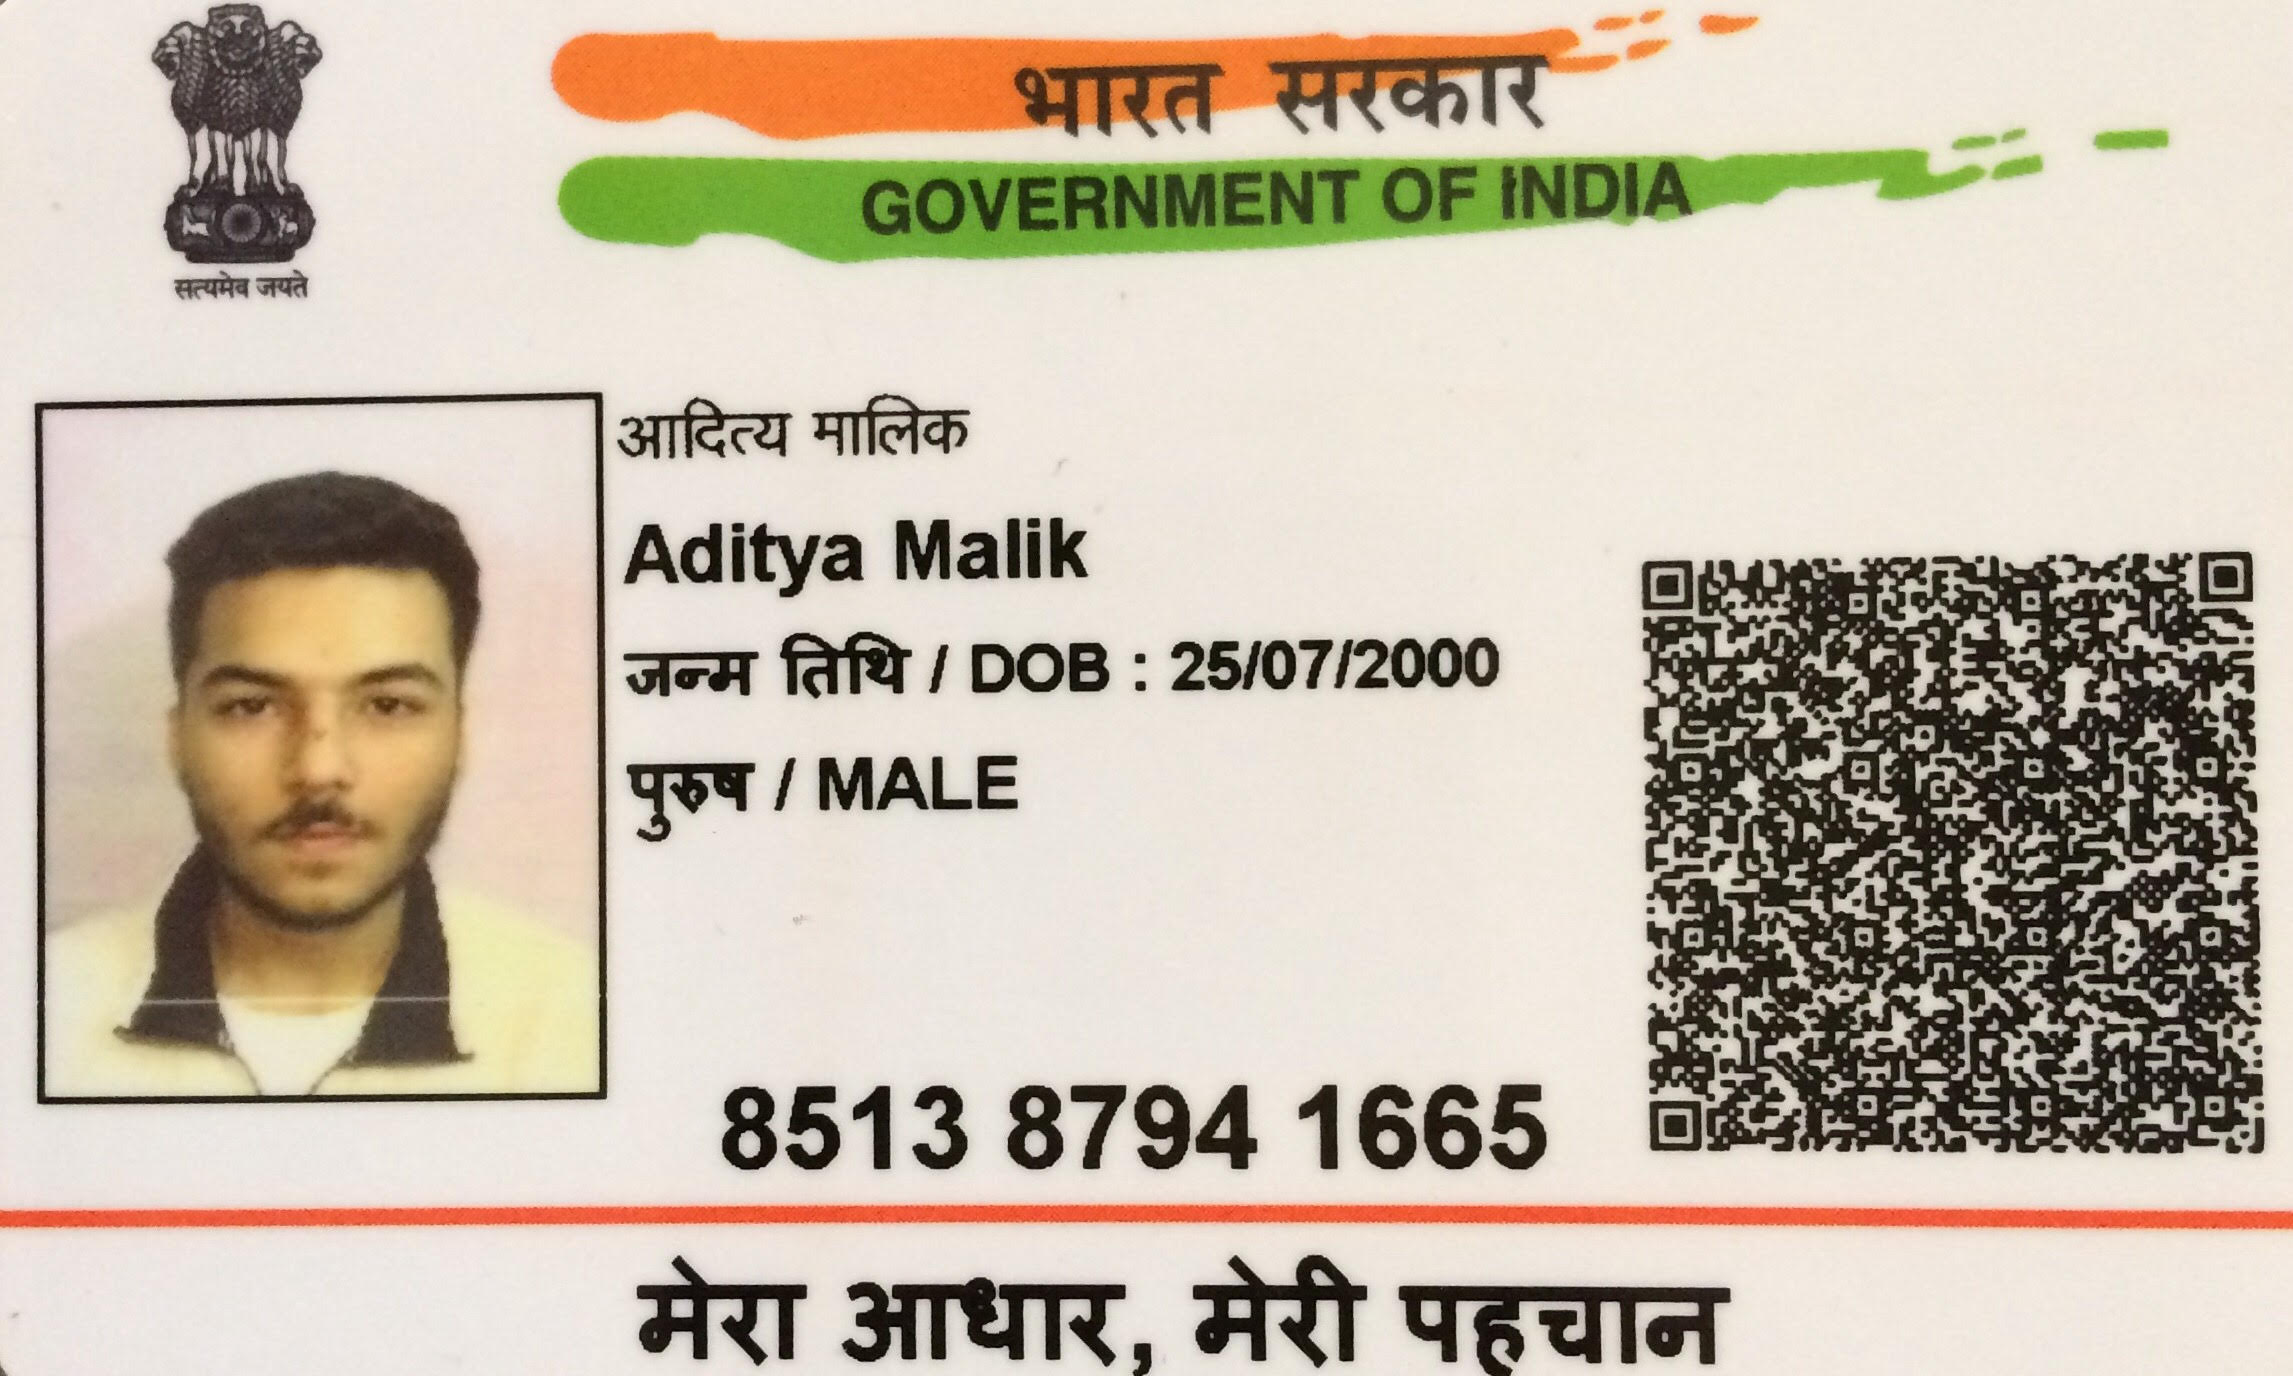 भारत सरकार
GOVERNMENT OF INDIA
सत्यमेव जयते
आदित्य मालिक
Aditya Malik
जन्म तिथि / DOB : 25/07/2000
पुरुष / MALE
8513 8794 1665
मेरा आधार, मेरी पहचान